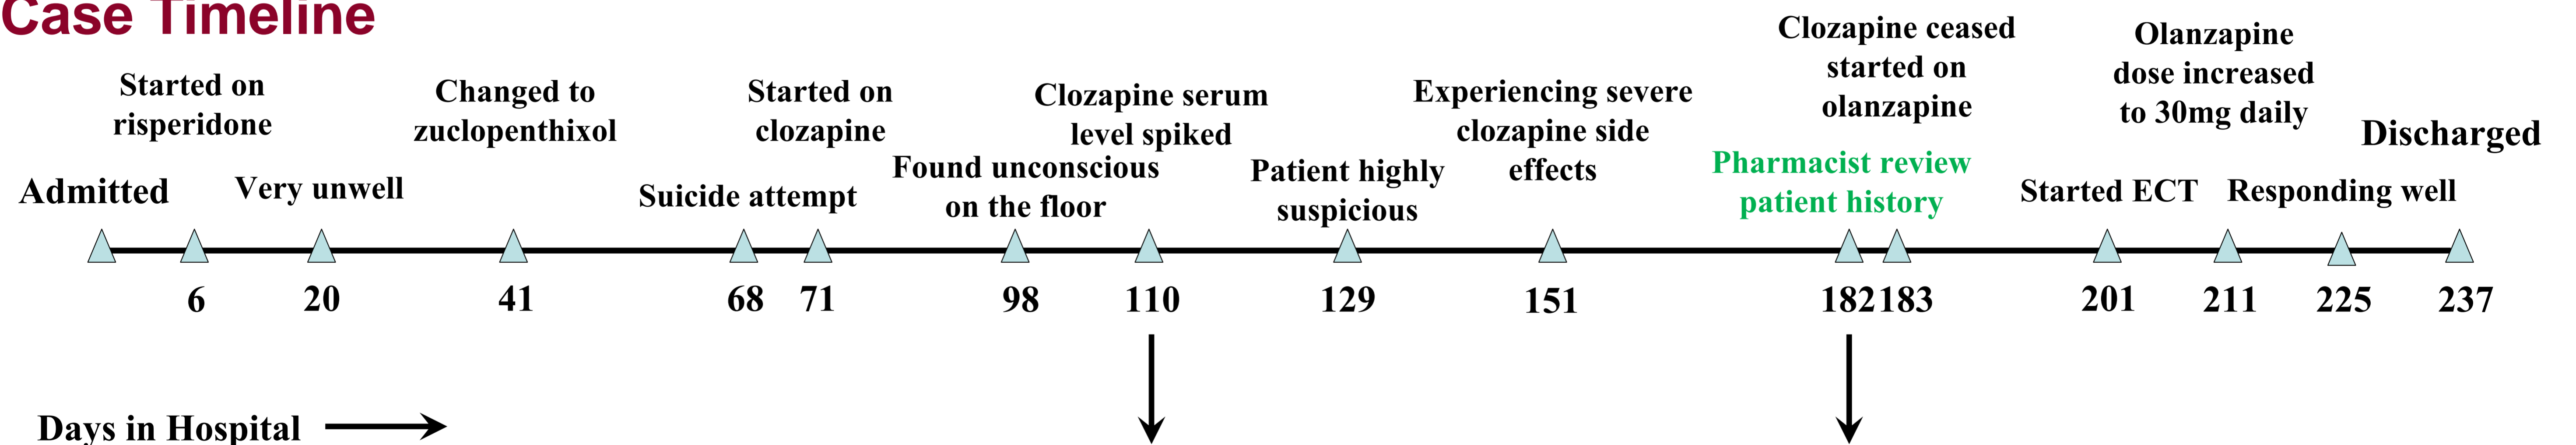 Case Timeline
Started on
risperidone
Changed to
zuclopenthixol
Started on
clozapine
Clozapine serum
level spiked
Experiencing severe
clozapine side
effects
Clozapine ceased
started on
olanzapine
Olanzapine
dose increased
to 30mg daily
Discharged
Admitted
Very unwell
Suicide attempt
Found unconscious
on the floor
Patient highly
suspicious
Pharmacist review
patient history
Started ECT
Responding well
6 20 41 68 71 98 110 129 151 182 183 201 211 225 237
Days in Hospital